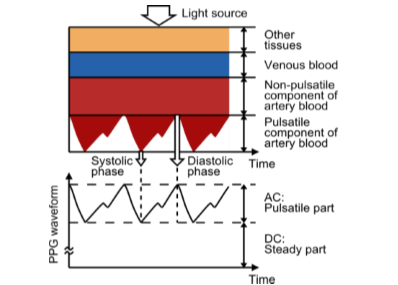 Light source
Other
tissues
Venous blood
Non-pulsatile
component of
artery blood
Pulsatile
component of
artery blood
Systolic
phase
Diastolic
phase
Time
PPG waveform
AC:
Pulsatile part
DC:
Steady part
Time